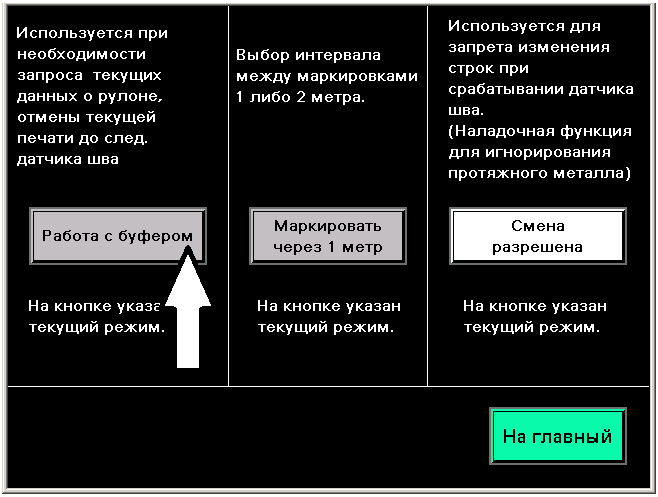 Используется при
необходимости
запроса текущих
данных о рулоне,
отмены текущей
печати до след.
датчика шва
Работа с буфером
На кнопке указан
текущий режим.
Выбор интервала
между маркировками
1 либо 2 метра.
Маркировать
через 1 метр
На кнопке указан
текущий режим.
Используется для
запрета изменения
строк при
срабатывании датчика
шва.
(Наладочная функция
для игнорирования
протяжного металла)
Смена
разрешена
На кнопке указан
текущий режим.
На главный